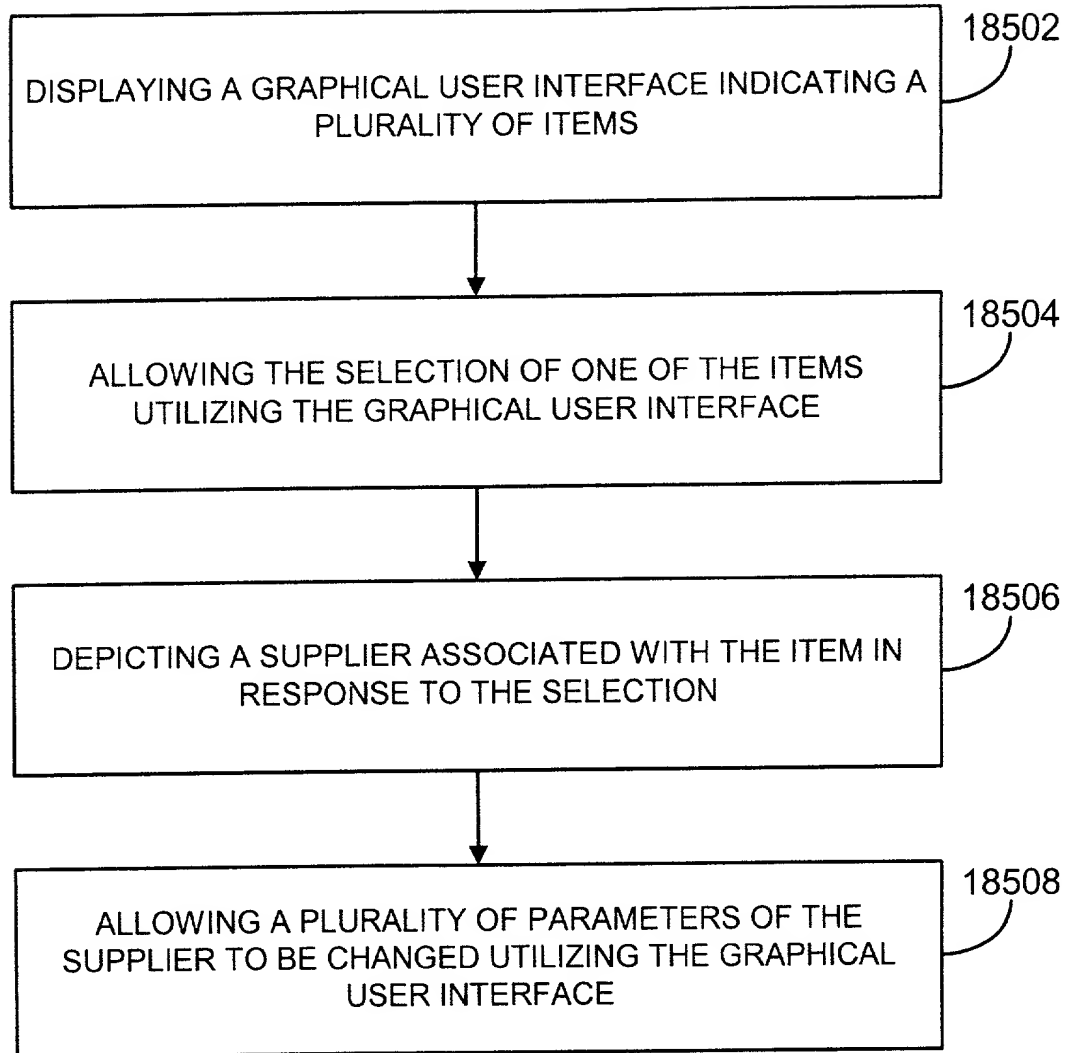 18502
DISPLAYING A GRAPHICAL USER INTERFACE INDICATING A
PLURALITY OF ITEMS
18504
ALLOWING THE SELECTION OF ONE OF THE ITEMS
UTILIZING THE GRAPHICAL USER INTERFACE
18506
DEPICTING A SUPPLIER ASSOCIATED WITH THE ITEM IN
RESPONSE TO THE SELECTION
18508
ALLOWING A PLURALITY OF PARAMETERS OF THE
SUPPLIER TO BE CHANGED UTILIZING THE GRAPHICAL
USER INTERFACE